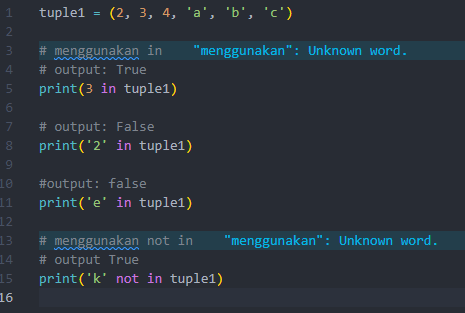 1 tuple1 = (2, 3, 4, 'a', 'b', 'c')
2
3 # menggunakan in "menggunakan": Unknown word.
4 # output: True
5 print(3 in tuple1)
6
7 # output: False
8 print('2' in tuple1)
9
10 #output: false
11 print('e' in tuple1)
12
13 # menggunakan not in "menggunakan": Unknown word.
14 # output True
15 print('k' not in tuple1)
16